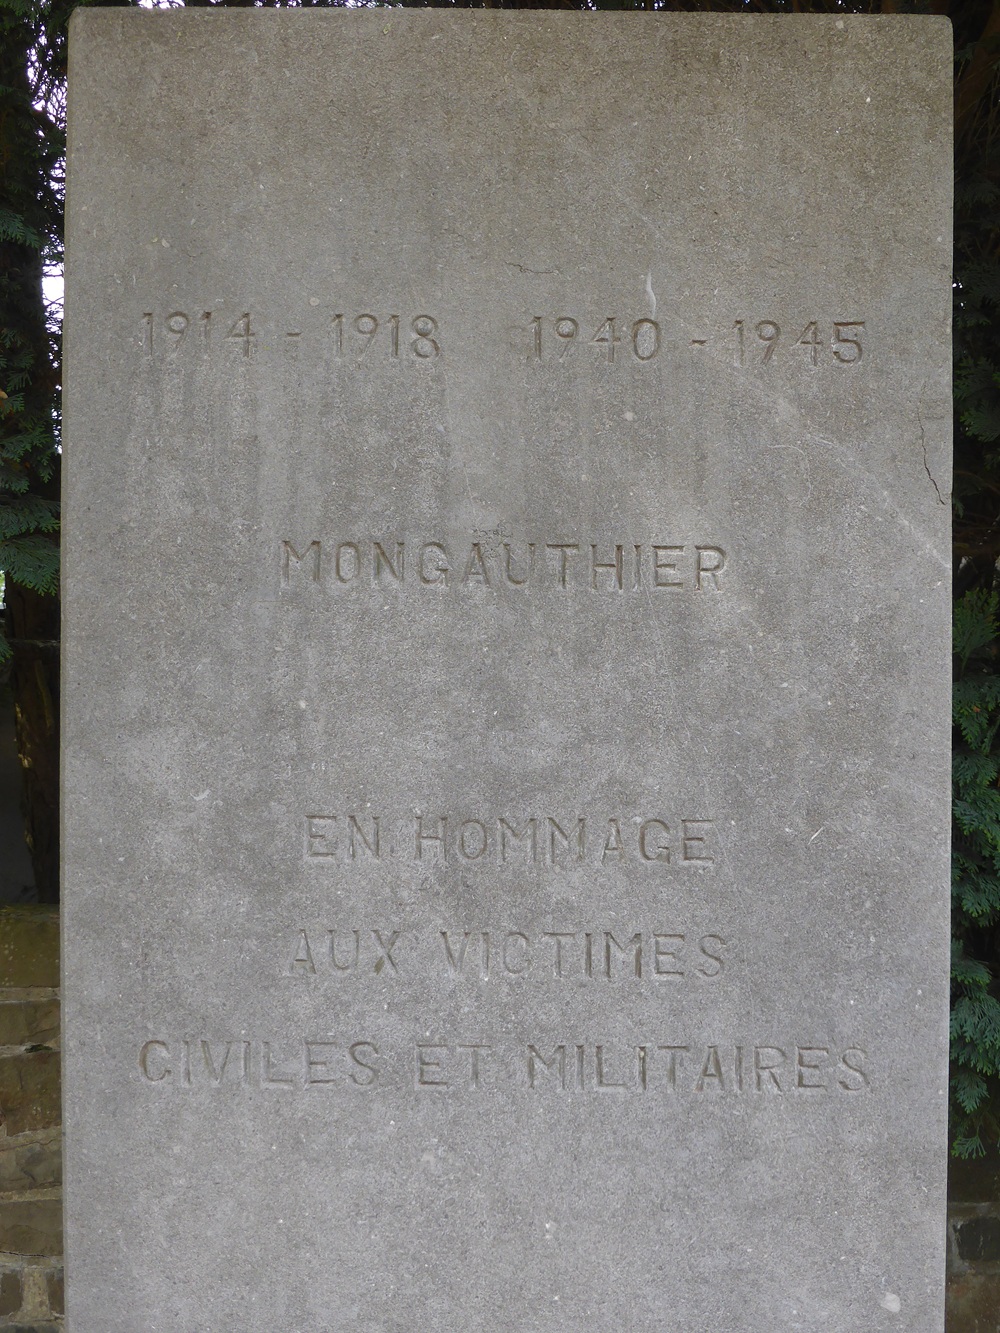 1914 - 1918 1940 - 1945
MONGAUTHIER
EN HOMMAGE
AUX VICTIMES
CIVILES ET MILITAIRES